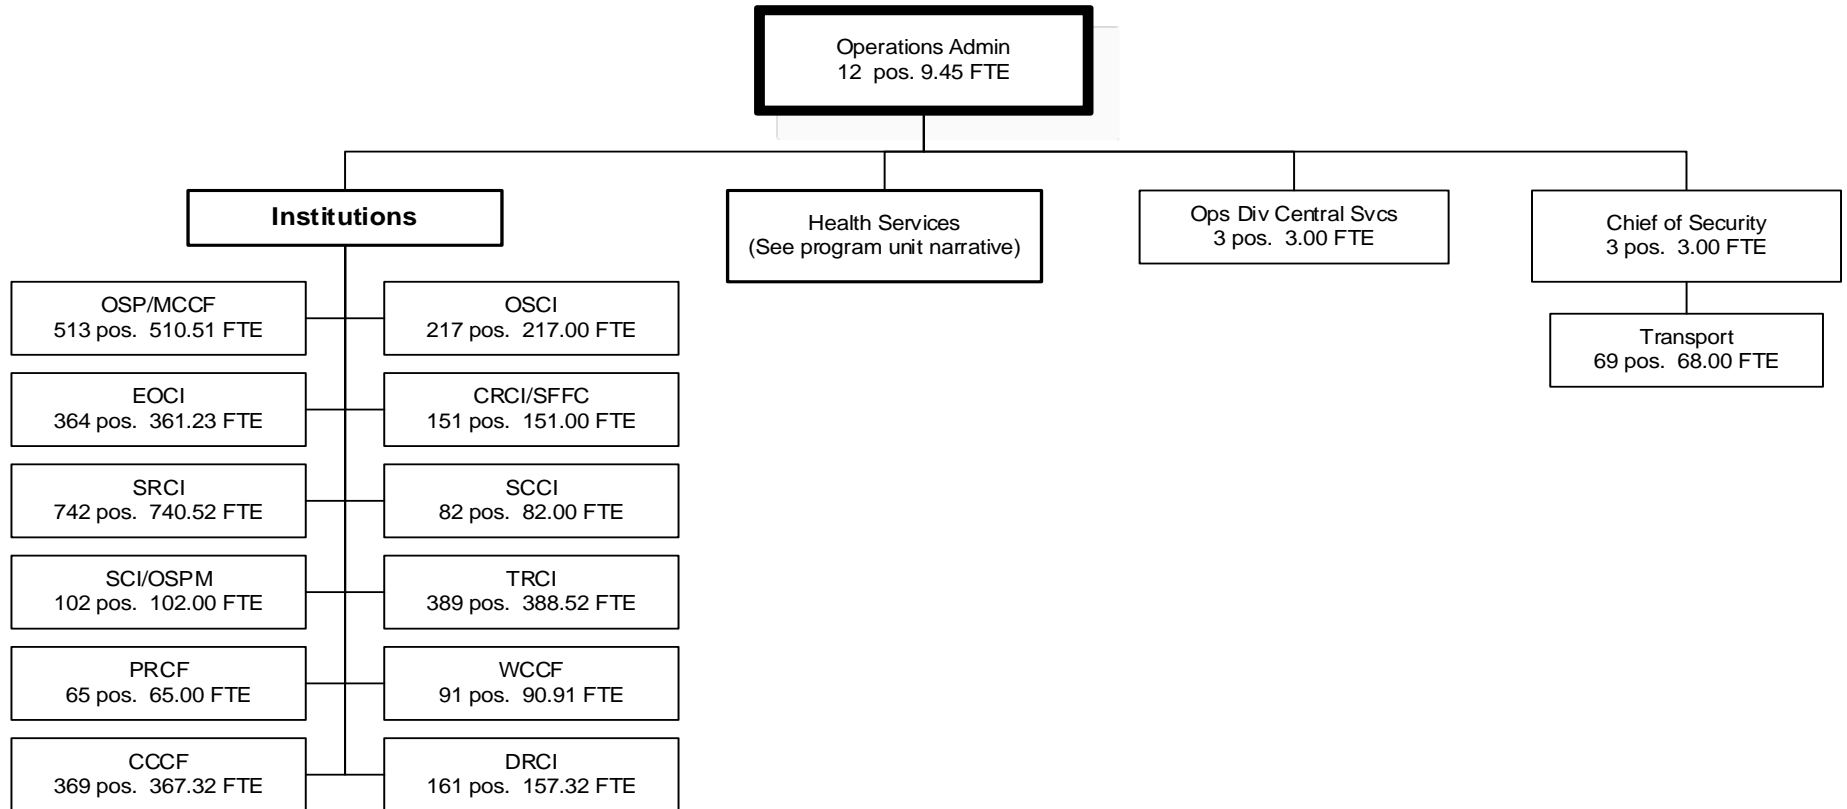 Operations Admin
12 pos. 9.45 FTE
Institutions
Health Services
(See program unit narrative)
Ops Div Central Svcs
3 pos. 3.00 FTE
Chief of Security
3 pos. 3.00 FTE
Transport
69 pos. 68.00 FTE
OSP/MCCF
513 pos. 510.51 FTE
OSCI
217 pos. 217.00 FTE
EOCI
364 pos. 361.23 FTE
CRCI/SFFC
151 pos. 151.00 FTE
SRCI
742 pos. 740.52 FTE
SCCI
82 pos. 82.00 FTE
SCI/OSPM
102 pos. 102.00 FTE
TRCI
389 pos. 388.52 FTE
PRCF
65 pos. 65.00 FTE
WCCF
91 pos. 90.91 FTE
CCCF
369 pos. 367.32 FTE
DRCI
161 pos. 157.32 FTE